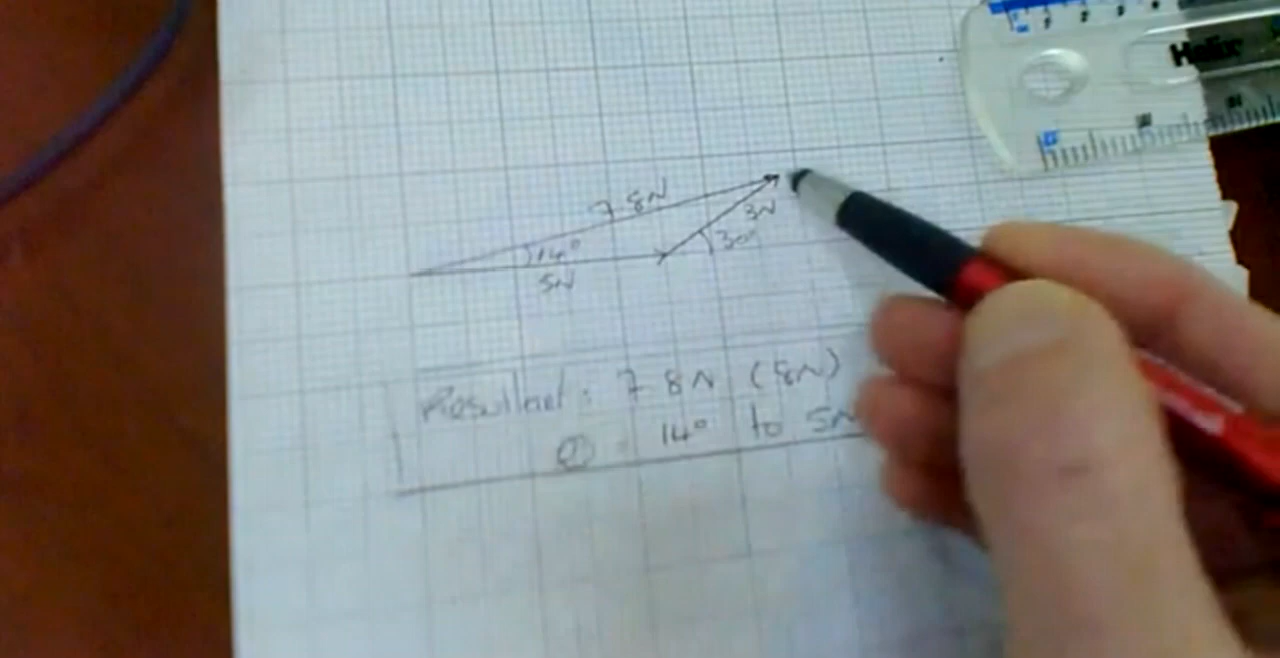 Helix
7.8N
3N
14°
30°
5N
Resultant: 7.8N (8N)
@ 14° to 5N